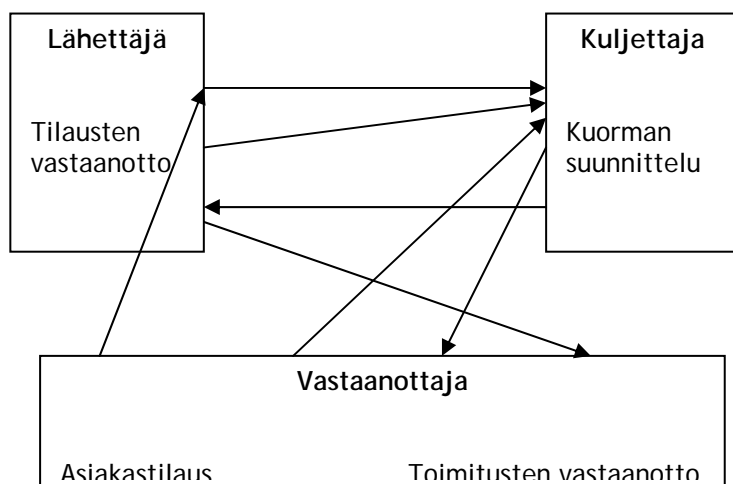 Lähettäjä
Tilausten
vastaanotto
Kuljettaja
Kuorman
suunnittelu
Vastaanottaja
Asiakastilaus
Toimitusten vastaanotto